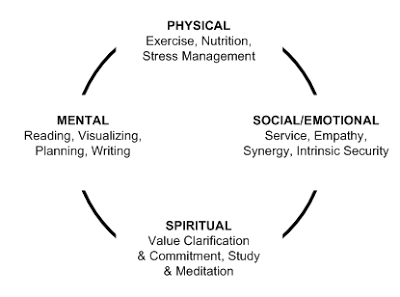 PHYSICAL
Exercise, Nutrition,
Stress Management
MENTAL
Reading, Visualizing,
Planning, Writing
SOCIAL/EMOTIONAL
Service, Empathy,
Synergy, Intrinsic Security
SPIRITUAL
Value Clarification
& Commitment, Study
& Meditation